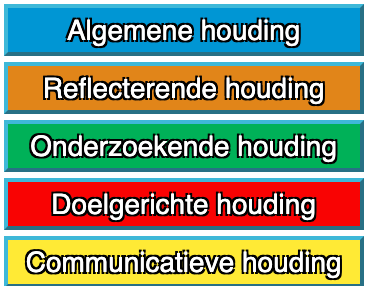 Algemene houding
Reflecterende houding
Onderzoekende houding
Doelgerichte houding
Communicatieve houding